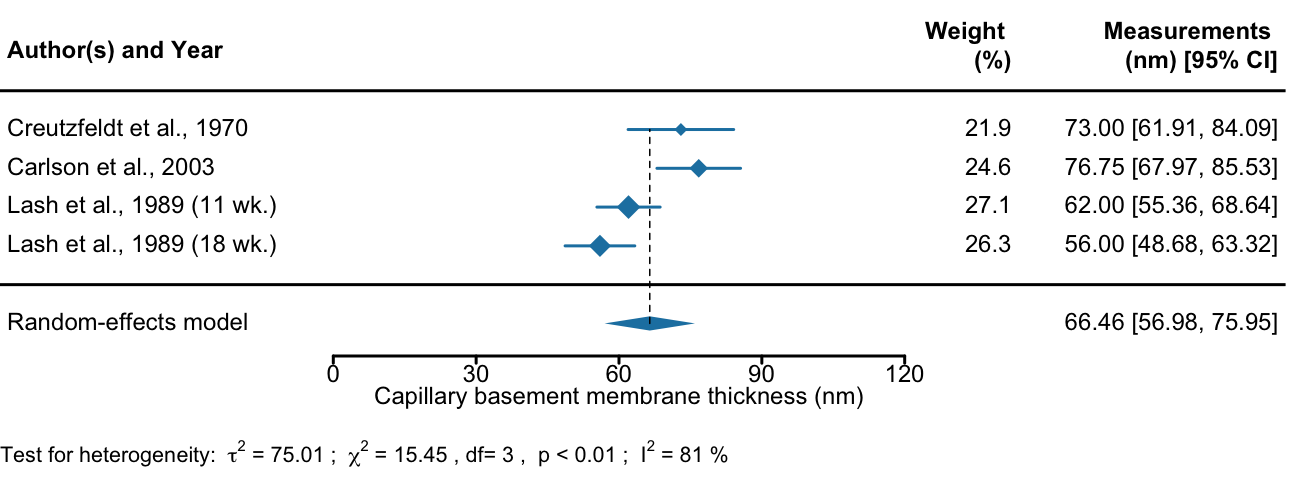 Author(s) and Year Weight (%) Measurements (nm) [95% CI]
Creutzfeldt et al., 1970 21.9 73.00 [61.91, 84.09]
Carlson et al., 2003 24.6 76.75 [67.97, 85.53]
Lash et al., 1989 (11 wk.) 27.1 62.00 [55.36, 68.64]
Lash et al., 1989 (18 wk.) 26.3 56.00 [48.68, 63.32]
Random-effects model 66.46 [56.98, 75.95]
0 30 60 90 120
Capillary basement membrane thickness (nm)
Test for heterogeneity: τ² = 75.01 ; χ² = 15.45 , df= 3 , p < 0.01 ; I² = 81 %